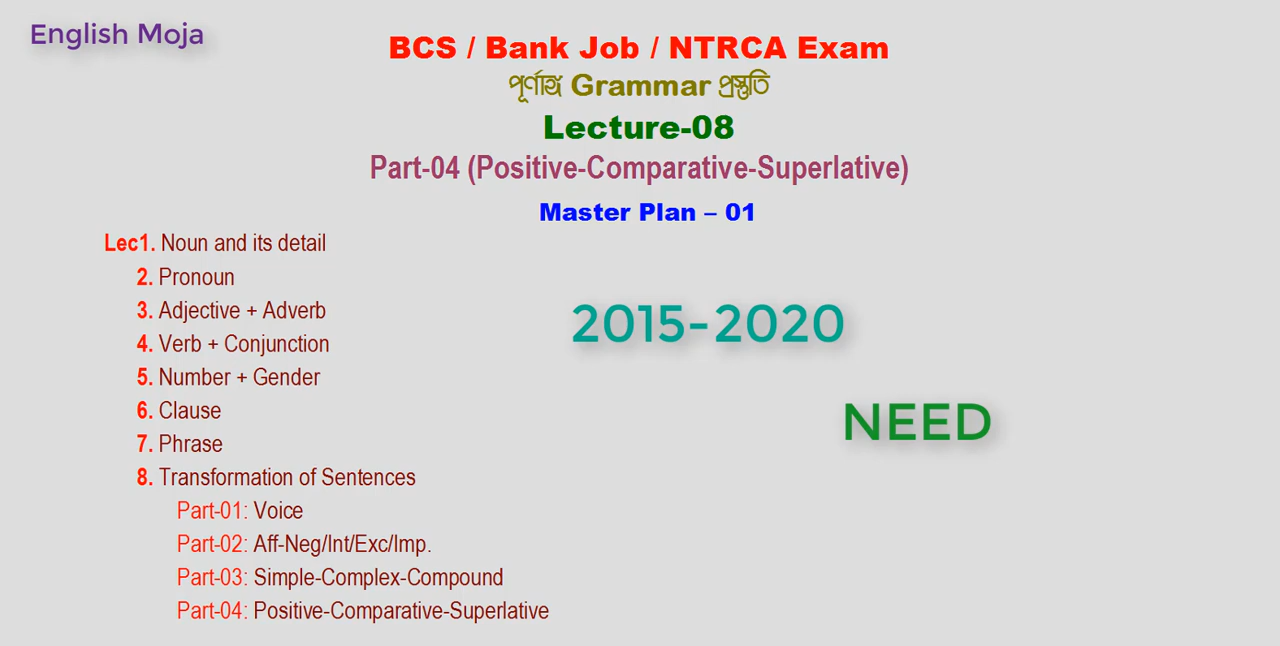 English Moja
BCS / Bank Job / NTRCA Exam
পূর্ণাঙ্গ Grammar প্রস্তুতি
Lecture-08
Part-04 (Positive-Comparative-Superlative)
Master Plan – 01
Lec1. Noun and its detail
2. Pronoun
3. Adjective + Adverb
4. Verb + Conjunction
5. Number + Gender
6. Clause
7. Phrase
8. Transformation of Sentences
Part-01: Voice
Part-02: Aff-Neg/Int/Exc/Imp.
Part-03: Simple-Complex-Compound
Part-04: Positive-Comparative-Superlative
2015-2020
NEED